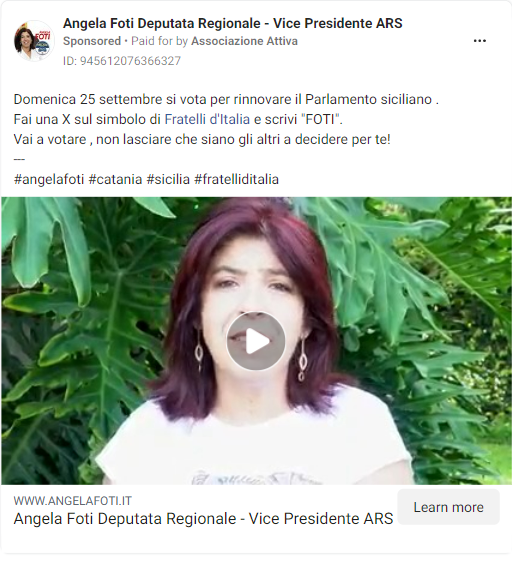 Angela Foti Deputata Regionale - Vice Presidente ARS
Sponsored • Paid for by Associazione Attiva
ID: 945612076366327
Domenica 25 settembre si vota per rinnovare il Parlamento siciliano .
Fai una X sul simbolo di Fratelli d'Italia e scrivi "FOTI".
Vai a votare , non lasciare che siano gli altri a decidere per te!
---
#angelafoti #catania #sicilia #fratelliditalia
WWW.ANGELAFOTI.IT
Angela Foti Deputata Regionale - Vice Presidente ARS
Learn more